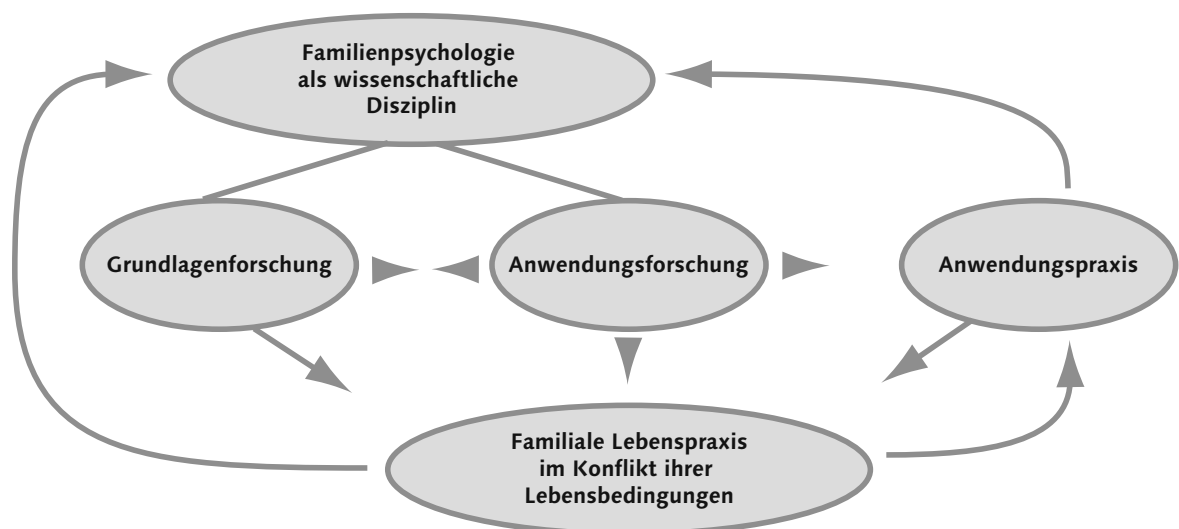 Familienpsychologie
als wissenschaftliche
Disziplin
Grundlagenforschung
Anwendungsforschung
Anwendungspraxis
Familiale Lebenspraxis
im Konflikt ihrer
Lebensbedingungen